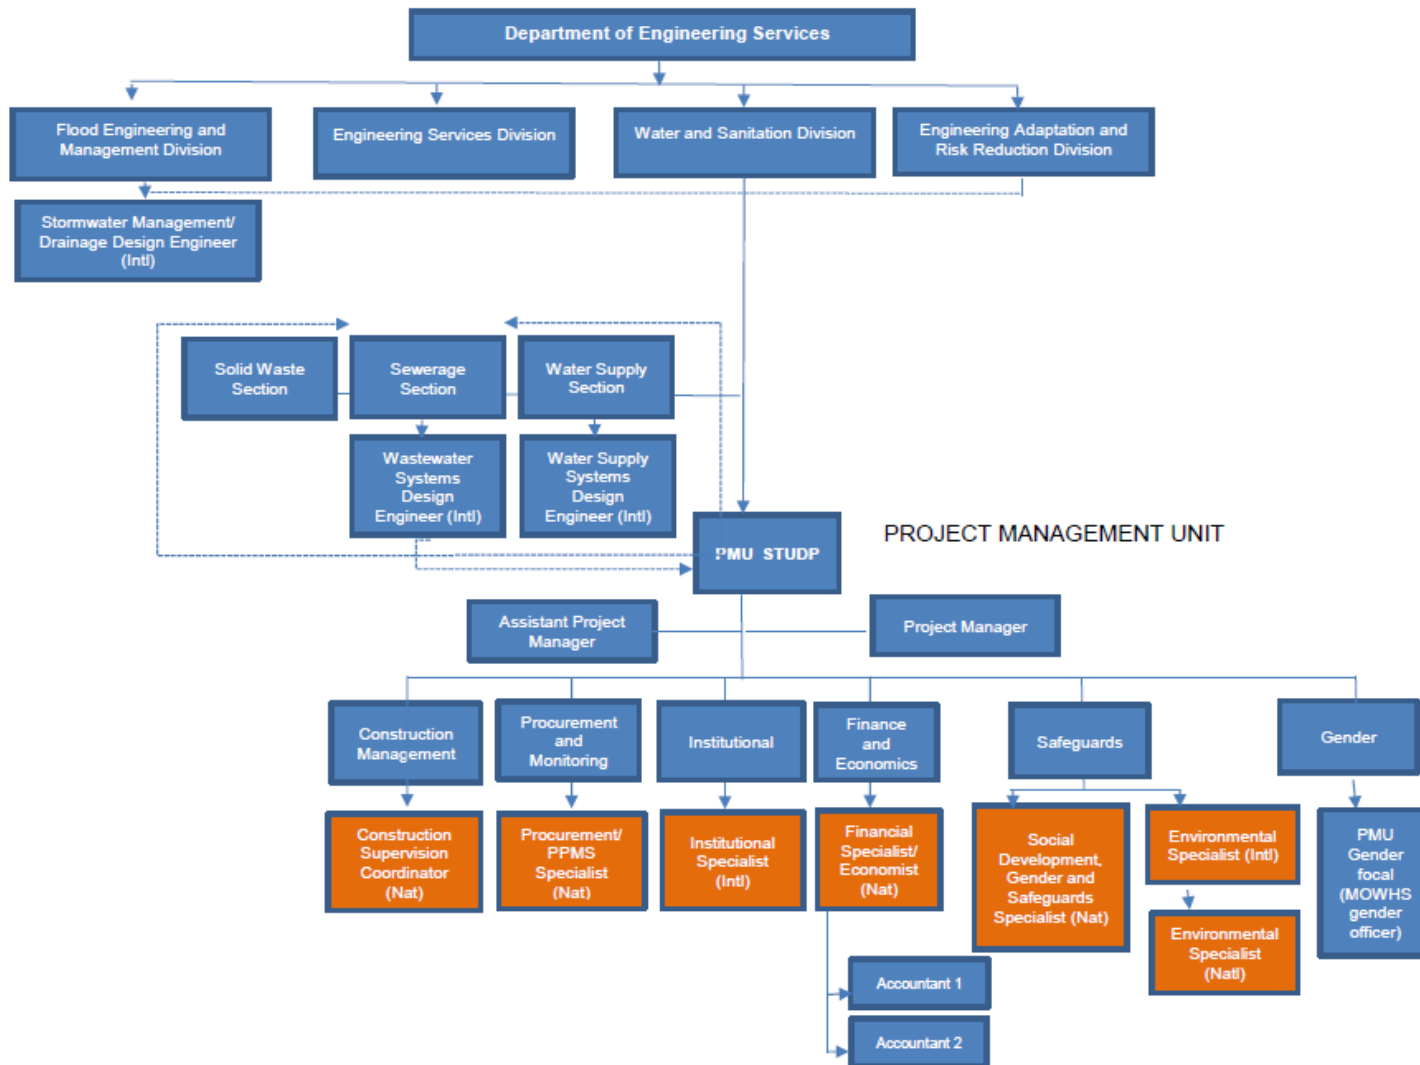 Department of Engineering Services
Flood Engineering and
Management Division
Engineering Services Division
Water and Sanitation Division
Engineering Adaptation and
Risk Reduction Division
Stormwater Management/
Drainage Design Engineer
(Intl)
Solid Waste
Section
Sewerage
Section
Water Supply
Section
Wastewater
Systems
Design
Engineer (Intl)
Water Supply
Systems
Design
Engineer (Intl)
PMU STUDP
PROJECT MANAGEMENT UNIT
Assistant Project
Manager
Project Manager
Construction
Management
Procurement
and
Monitoring
Institutional
Finance
and
Economics
Safeguards
Gender
Construction
Supervision
Coordinator
(Nat)
Procurement/
PPMS
Specialist
(Nat)
Institutional
Specialist
(Intl)
Financial
Specialist/
Economist
(Nat)
Social
Development,
Gender and
Safeguards
Specialist (Nat)
Environmental
Specialist (Intl)
Environmental
Specialist
(Natl)
PMU
Gender
focal
(MOWHS
gender
officer)
Accountant 1
Accountant 2